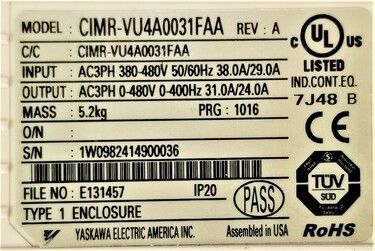 MODEL : CIMR-VU4A0031FAA REV : A
C/C : CIMR-VU4A0031FAA
INPUT : AC3PH 380-480V 50/60Hz 38.0A/29.0A
OUTPUT : AC3PH 0-480V 0-400Hz 31.0A/24.0A
MASS : 5.2kg PRG : 1016
O/N :
S/N : 1W0982414900036
FILE NO : E131457 IP20
TYPE 1 ENCLOSURE
YASKAWA ELECTRIC AMERICA INC. Assembled in USA
PASS
C UL US
LISTED
IND.CONT.EQ.
7J48 B
CE
TÜV
SÜD
RoHS